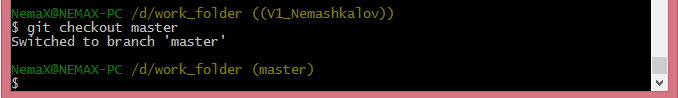 NemaX@NEMAX-PC /d/work_folder ((V1_Nemashkalov))
$ git checkout master
Switched to branch 'master'
NemaX@NEMAX-PC /d/work_folder (master)
$